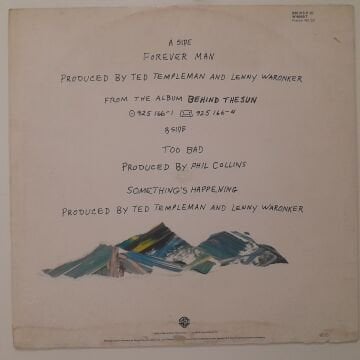 A SIDE
FOREVER MAN
PRODUCED BY TED TEMPLEMAN AND LENNY WARONKER
FROM THE ALBUM BEHIND THE SUN
925 166-1 925 166-4
B SIDE
TOO BAD
PRODUCED BY PHIL COLLINS
SOMETHING'S HAPPENING
PRODUCED BY TED TEMPLEMAN AND LENNY WARONKER